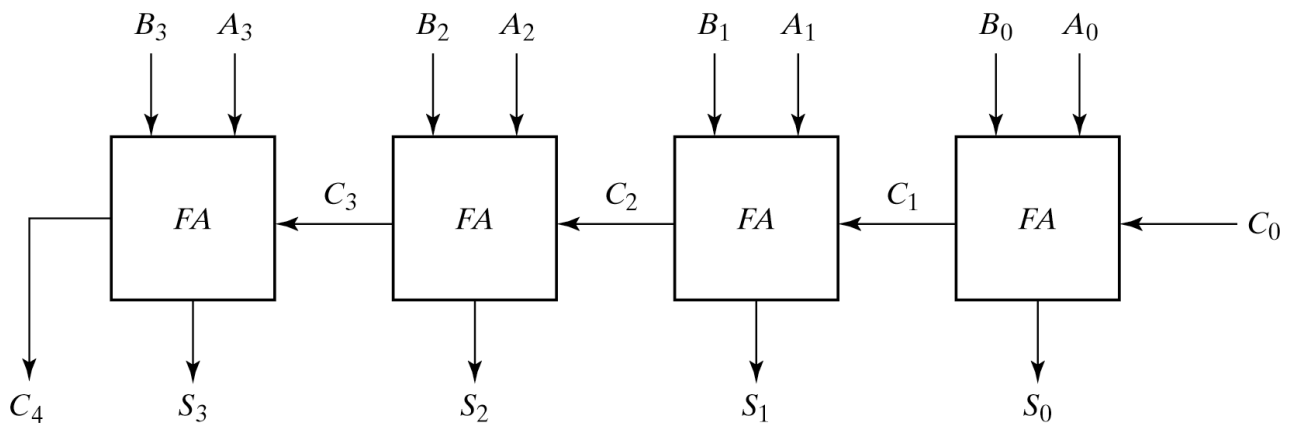 B₃ A₃ B₂ A₂ B₁ A₁ B₀ A₀
FA C₃ FA C₂ FA C₁ FA C₀
C₄ S₃ S₂ S₁ S₀